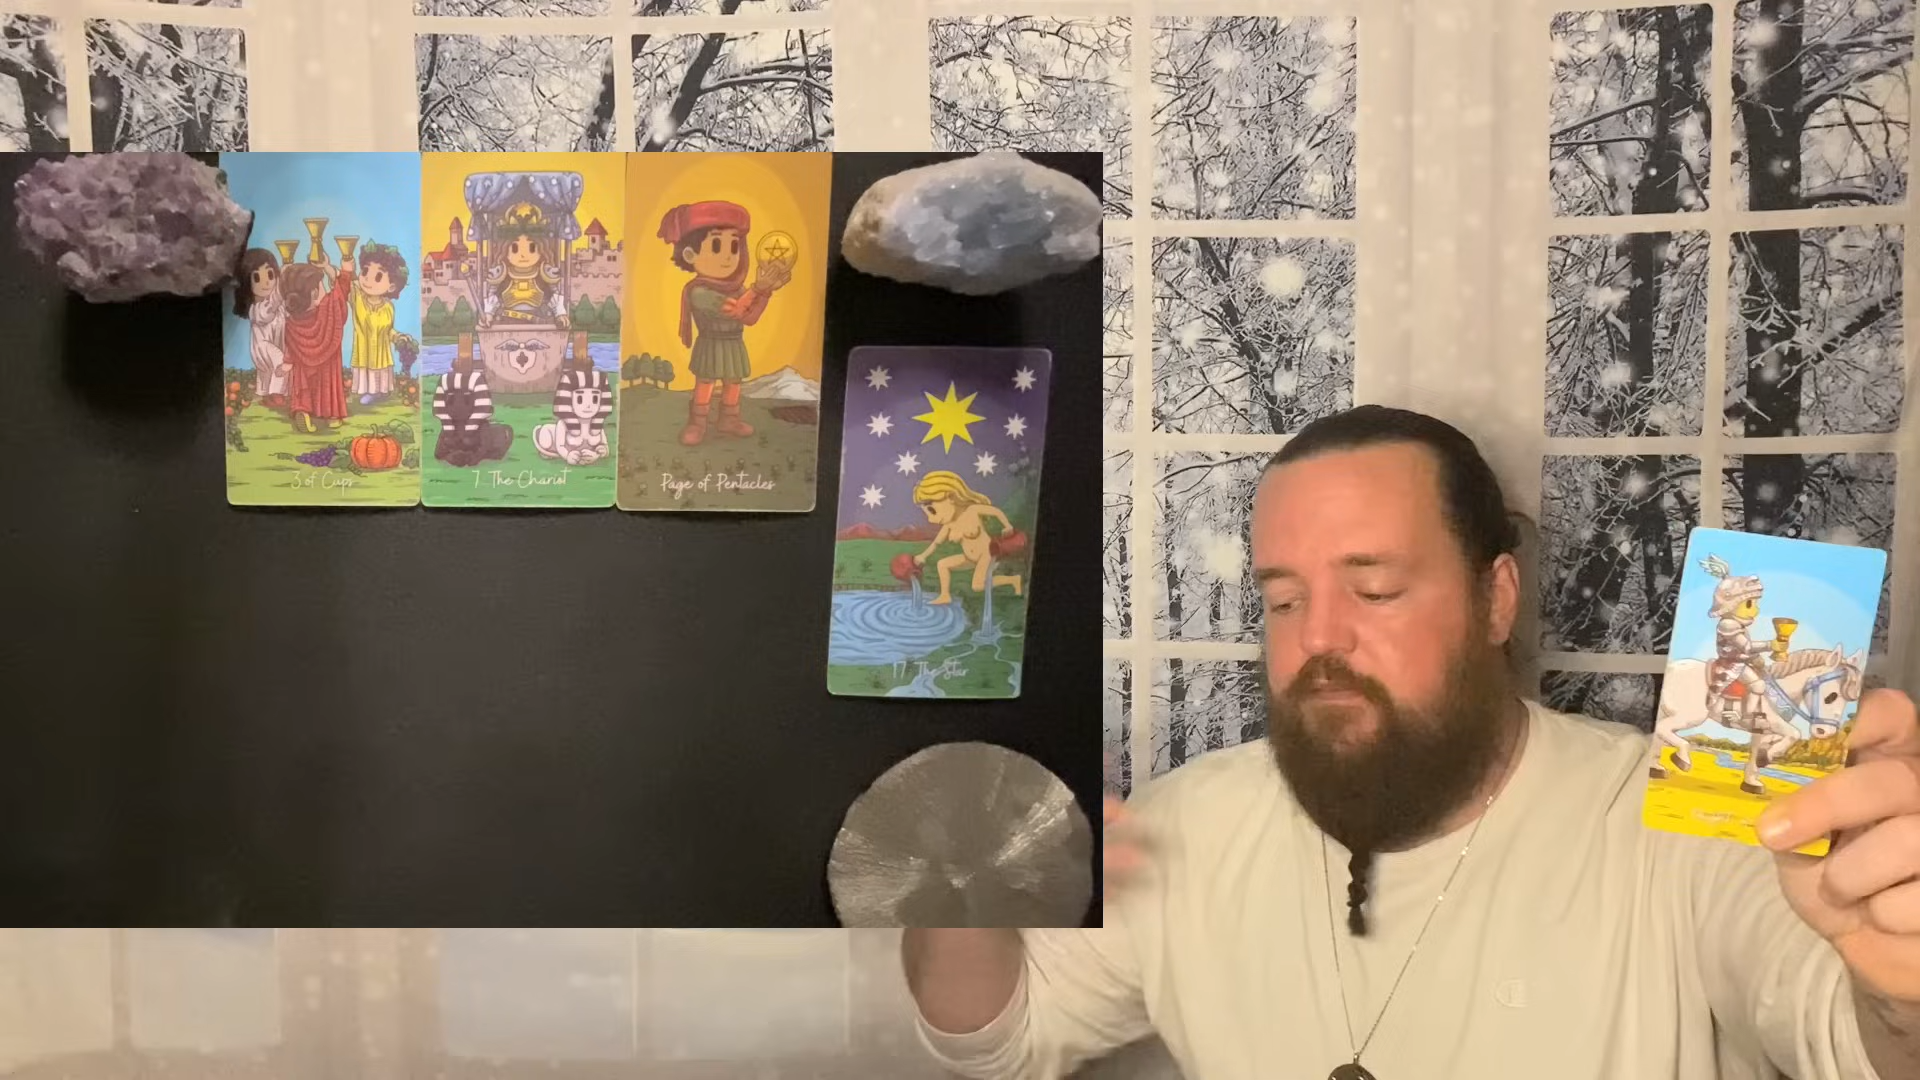 3 of Cups
7 The Chariot
Page of Pentacles
17 The Star